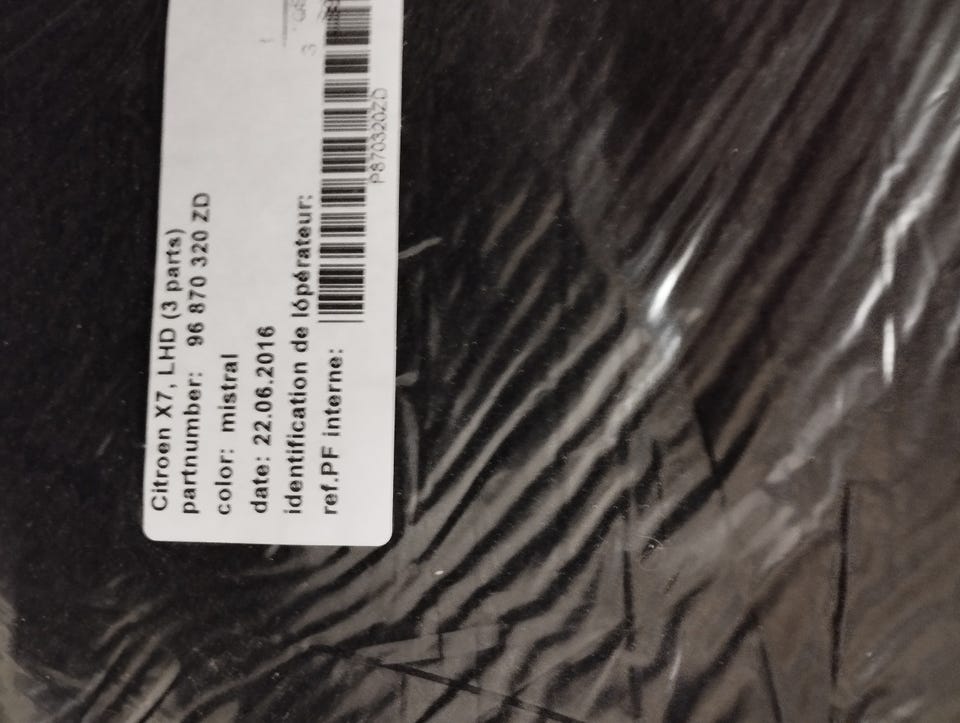 Citroen X7, LHD (3 parts)
partnumber: 96 870 320 ZD
color: mistral
date: 22.06.2016
identification de lópérateur:
ref.PF interne:
P870320ZD